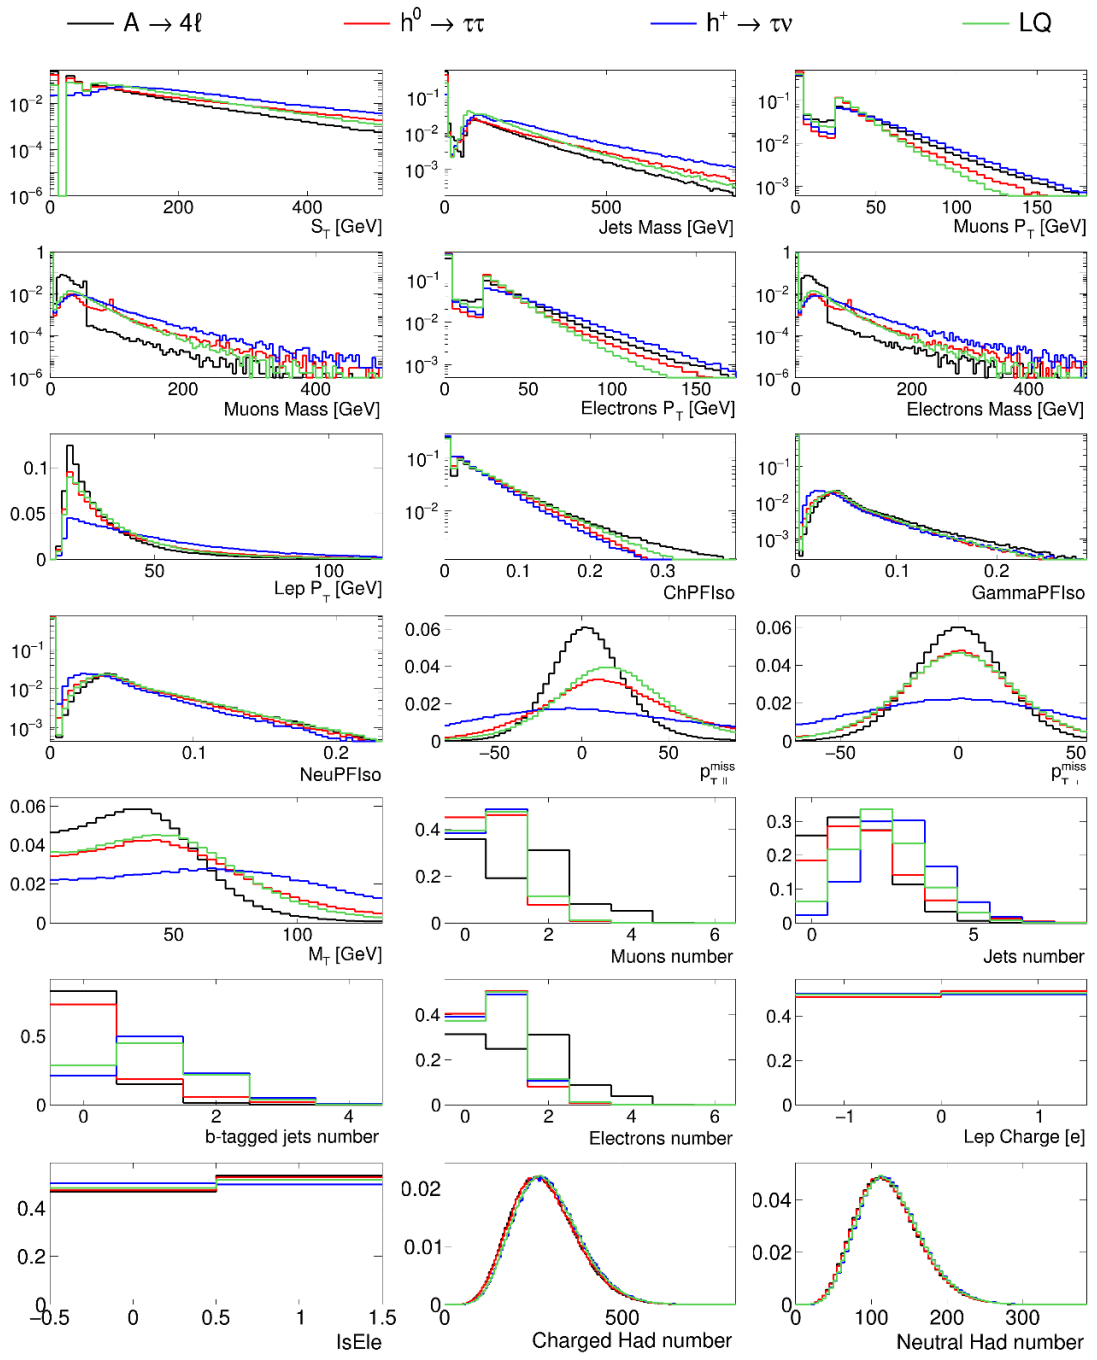 A → 4ℓ h⁰ → ττ h⁺ → τν LQ
10⁻² 10⁻⁴ 10⁻⁶ 0 200 400 S_T [GeV]
10⁻¹ 10⁻² 10⁻³ 0 500 Jets Mass [GeV]
10⁻¹ 10⁻² 10⁻³ 0 50 100 150 Muons P_T [GeV]
1 10⁻² 10⁻⁴ 10⁻⁶ 0 200 400 Muons Mass [GeV]
10⁻¹ 10⁻² 10⁻³ 0 50 100 150 Electrons P_T [GeV]
1 10⁻² 10⁻⁴ 10⁻⁶ 200 400 Electrons Mass [GeV]
0.1 0.05 0 50 100 Lep P_T [GeV]
10⁻¹ 10⁻² 0 0.1 0.2 0.3 ChPFIso
10⁻¹ 10⁻² 10⁻³ 0 0.1 0.2 GammaPFIso
10⁻¹ 10⁻² 10⁻³ 0.1 0.2 NeuPFIso
0.06 0.04 0.02 0 −50 0 50 p_T^miss
0.06 0.04 0.02 0 −50 0 50 p_T^miss
0.06 0.04 0.02 0 50 100 M_T [GeV]
0.4 0.2 0 0 2 4 6 Muons number
0.3 0.2 0.1 0 0 5 Jets number
0.5 0 0 2 4 b-tagged jets number
0.4 0.2 0 0 2 4 6 Electrons number
0.4 0.2 0 −1 0 1 Lep Charge [e]
0.4 0.2 0 −0.5 0 0.5 1 1.5 IsEle
0.02 0.01 0 0 500 Charged Had number
0.04 0.02 0 0 100 200 300 Neutral Had number